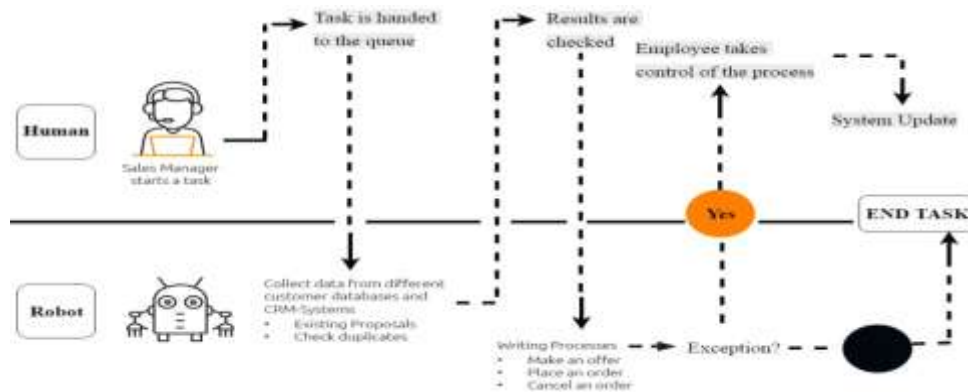 Task is handed
to the queue
Results are
checked
Employee takes
control of the process
System Update
Human
Sales Manager
starts a task
Yes
END TASK
Robot
Collect data from different
customer databases and
CRM-Systems
• Existing Proposals
• Check duplicates
Writing Processes
• Make an offer
• Place an order
• Cancel an order
Exception?